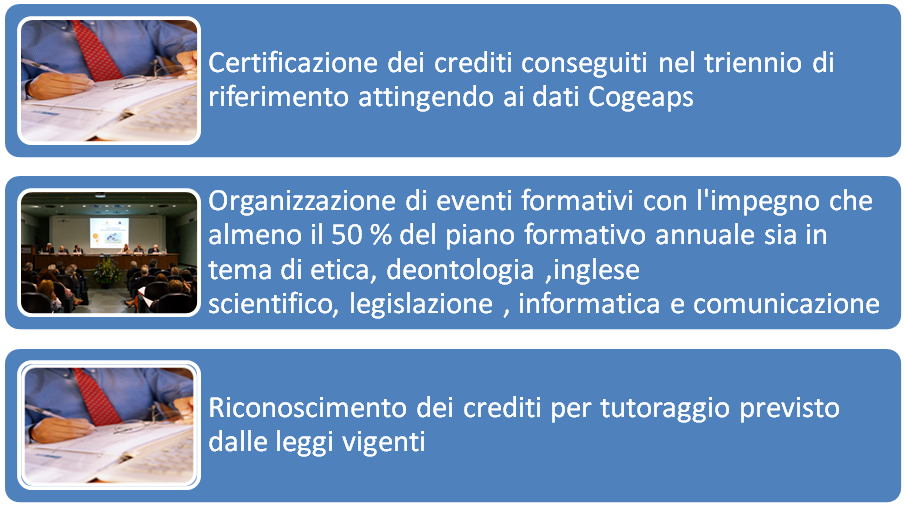 Certificazione dei crediti conseguiti nel triennio di
riferimento attingendo ai dati Cogeaps
Organizzazione di eventi formativi con l'impegno che
almeno il 50 % del piano formativo annuale sia in
tema di etica, deontologia ,inglese
scientifico, legislazione , informatica e comunicazione
Riconoscimento dei crediti per tutoraggio previsto
dalle leggi vigenti